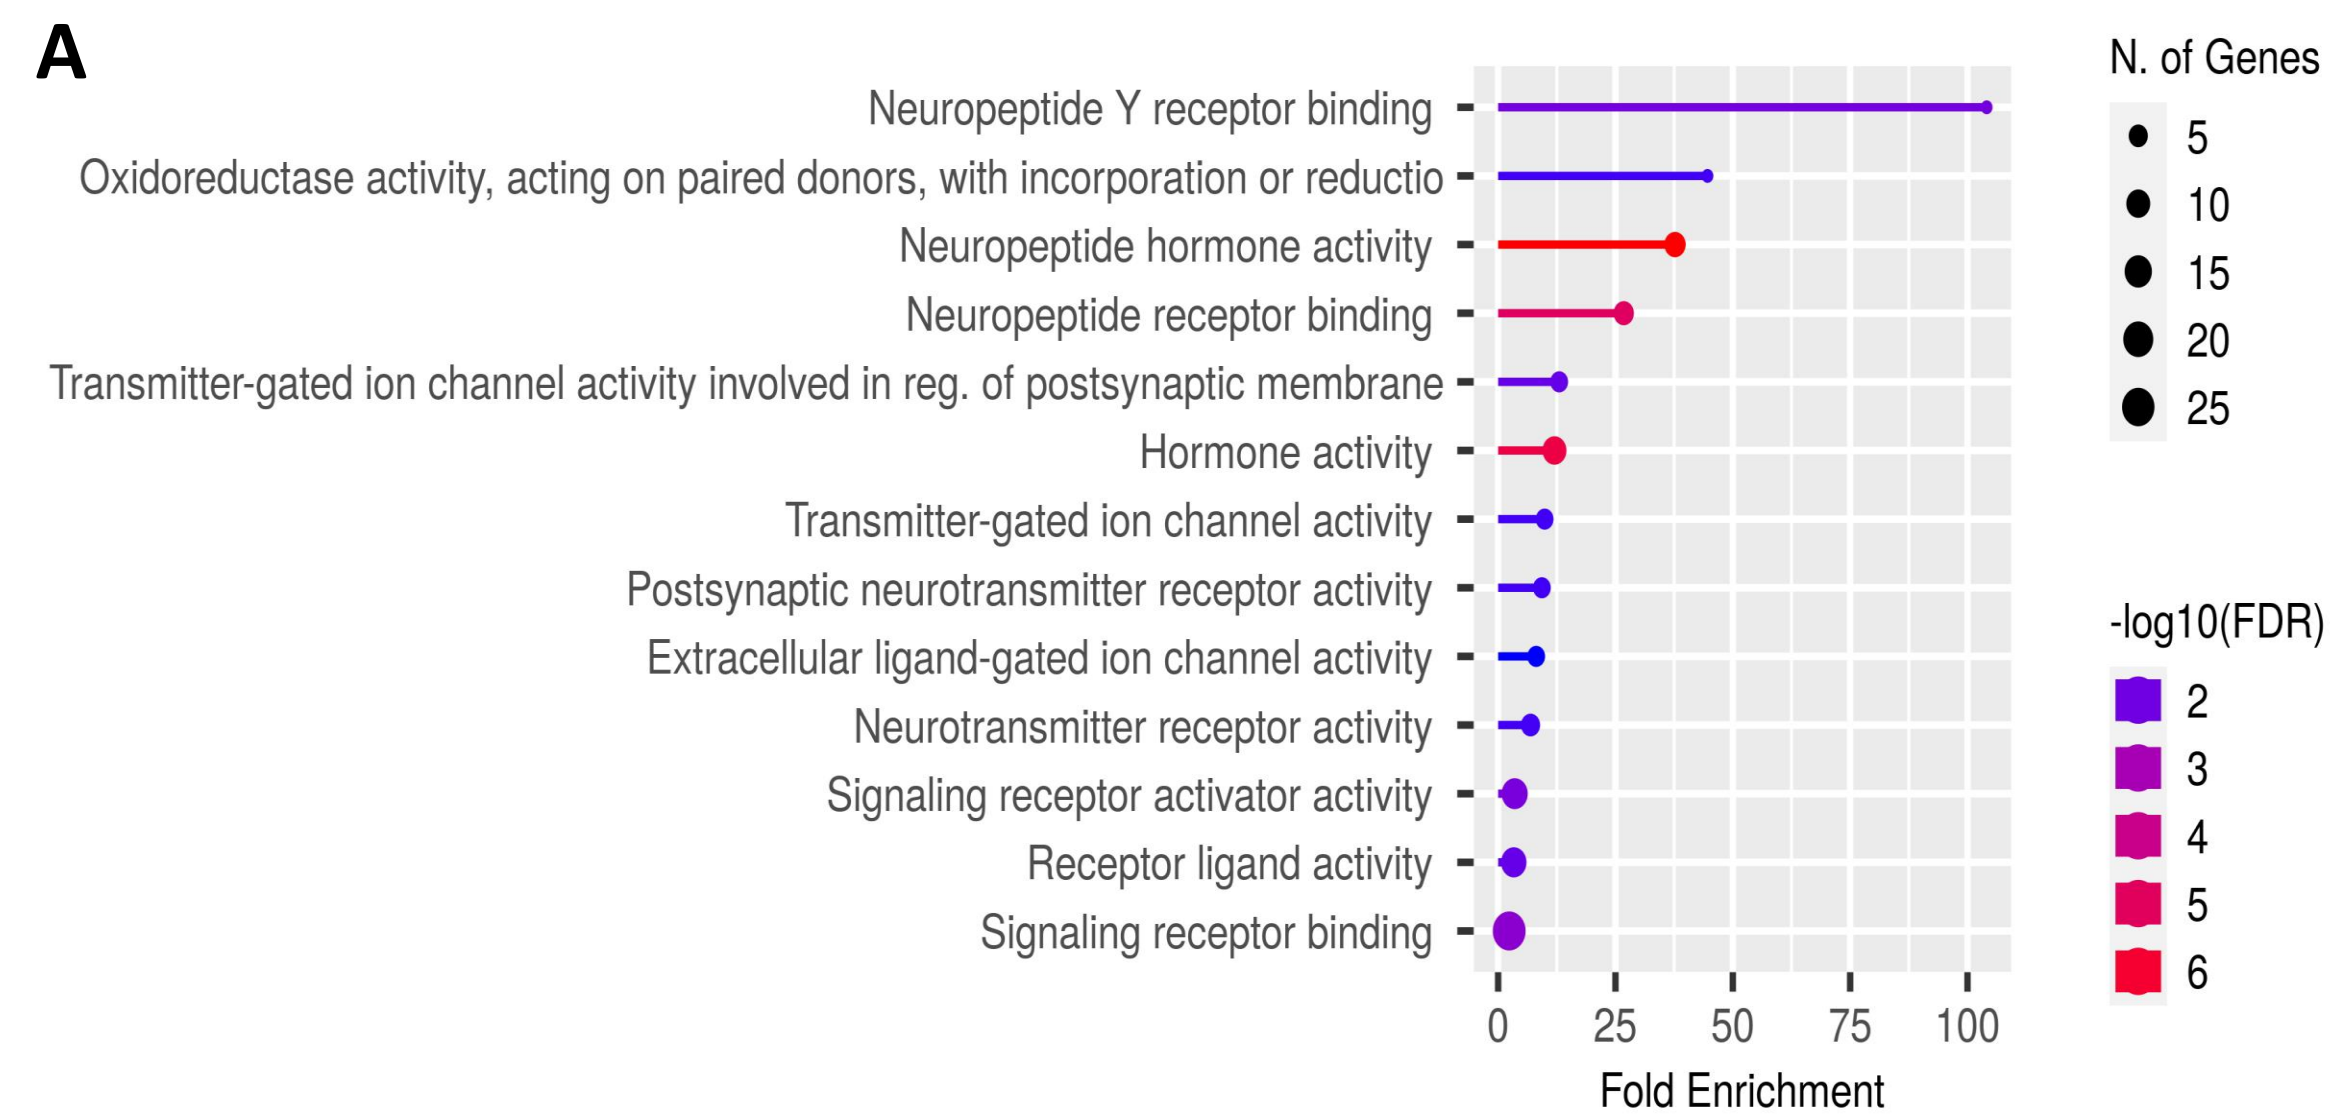 A
Neuropeptide Y receptor binding
Oxidoreductase activity, acting on paired donors, with incorporation or reductio
Neuropeptide hormone activity
Neuropeptide receptor binding
Transmitter-gated ion channel activity involved in reg. of postsynaptic membrane
Hormone activity
Transmitter-gated ion channel activity
Postsynaptic neurotransmitter receptor activity
Extracellular ligand-gated ion channel activity
Neurotransmitter receptor activity
Signaling receptor activator activity
Receptor ligand activity
Signaling receptor binding
0 25 50 75 100
Fold Enrichment
N. of Genes
5
10
15
20
25
-log10(FDR)
2
3
4
5
6